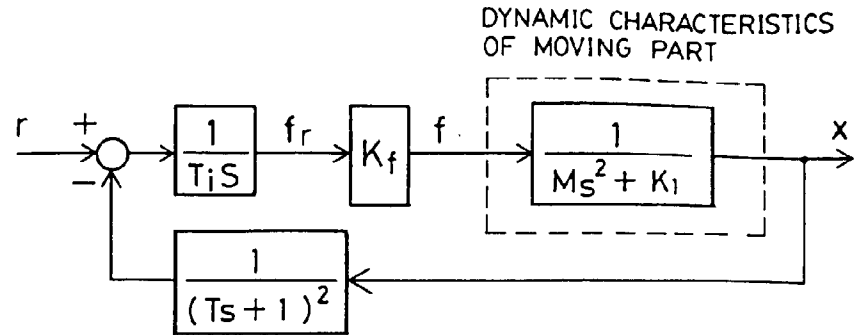 DYNAMIC CHARACTERISTICS
OF MOVING PART
r
+
−
1
TiS
fr
Kf
f
1
Ms² + K1
x
1
(Ts + 1)²